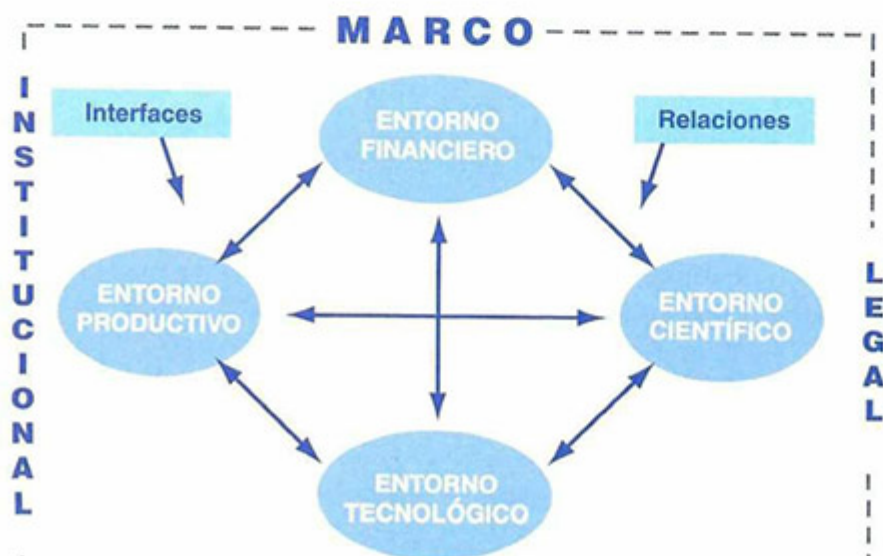 MARCO
INSTITUCIONAL
LEGAL
Interfaces
Relaciones
ENTORNO
FINANCIERO
ENTORNO
PRODUCTIVO
ENTORNO
CIENTÍFICO
ENTORNO
TECNOLÓGICO